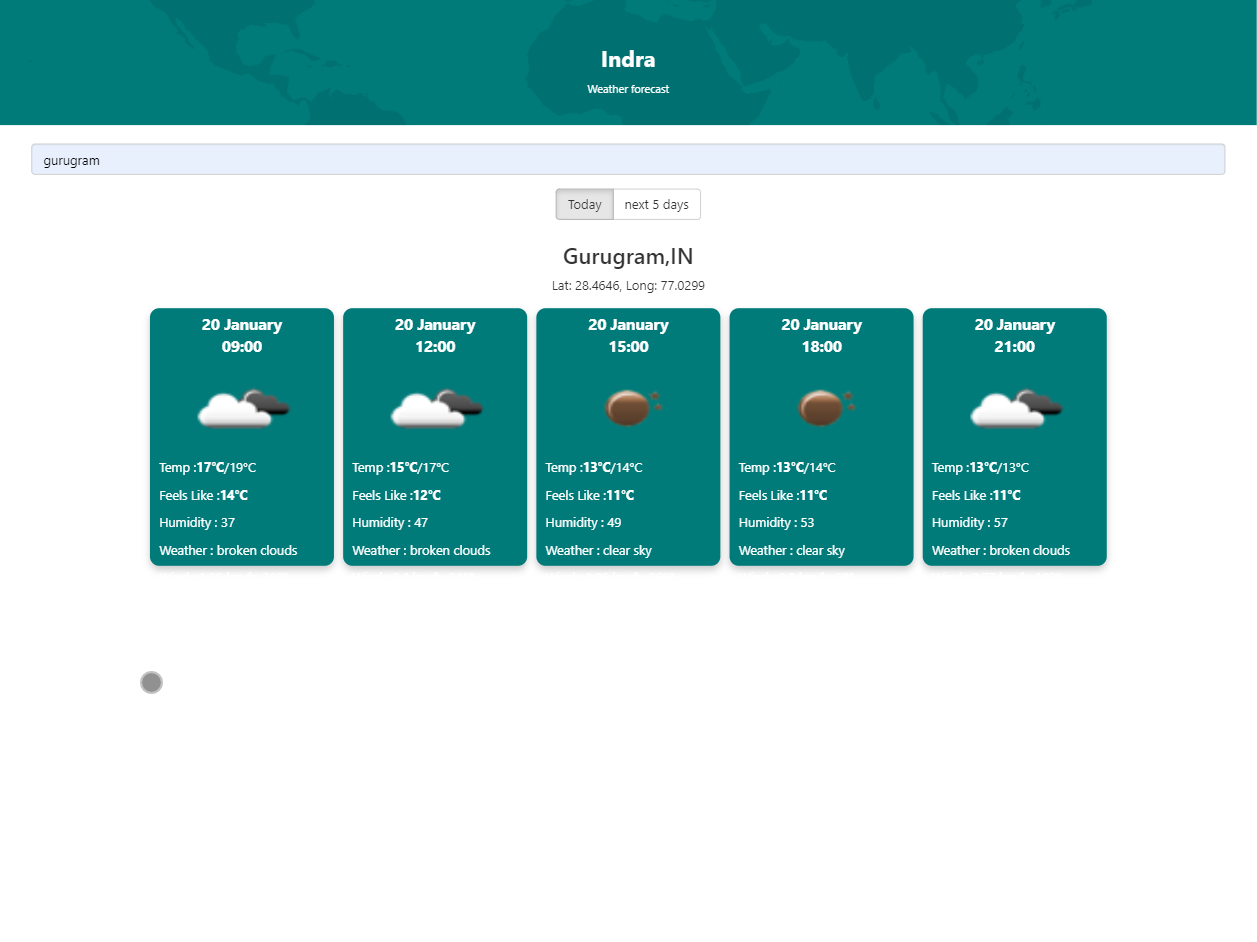 Indra
Weather forecast
gurugram
Today next 5 days
Gurugram,IN
Lat: 28.4646, Long: 77.0299
20 January
09:00
Temp :17°C/19°C
Feels Like :14°C
Humidity : 37
Weather : broken clouds
20 January
12:00
Temp :15°C/17°C
Feels Like :12°C
Humidity : 47
Weather : broken clouds
20 January
15:00
Temp :13°C/14°C
Feels Like :11°C
Humidity : 49
Weather : clear sky
20 January
18:00
Temp :13°C/14°C
Feels Like :11°C
Humidity : 53
Weather : clear sky
20 January
21:00
Temp :13°C/13°C
Feels Like :11°C
Humidity : 57
Weather : broken clouds